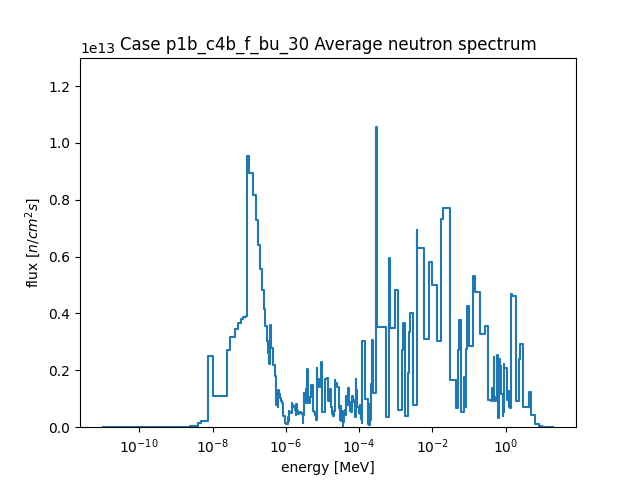 Case p1b_c4b_f_bu_30 Average neutron spectrum
1e13
flux [n/cm²s]
1.2
1.0
0.8
0.6
0.4
0.2
0.0
10⁻¹⁰ 10⁻⁸ 10⁻⁶ 10⁻⁴ 10⁻² 10⁰
energy [MeV]